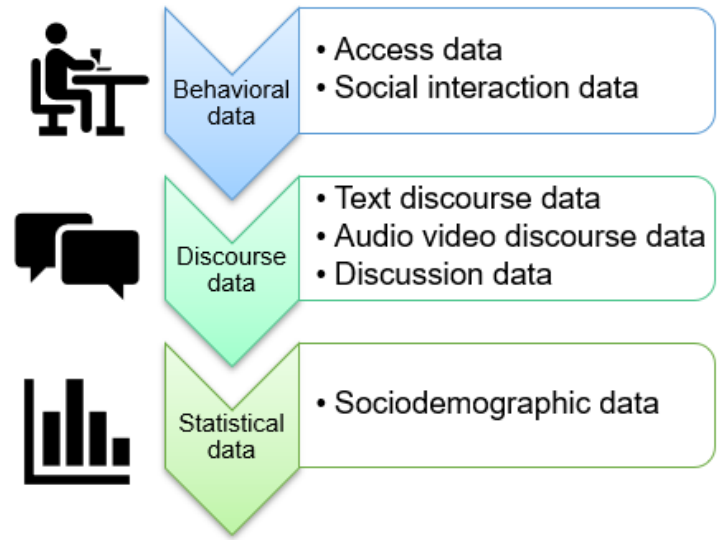 Behavioral
data
• Access data
• Social interaction data
Discourse
data
• Text discourse data
• Audio video discourse data
• Discussion data
Statistical
data
• Sociodemographic data